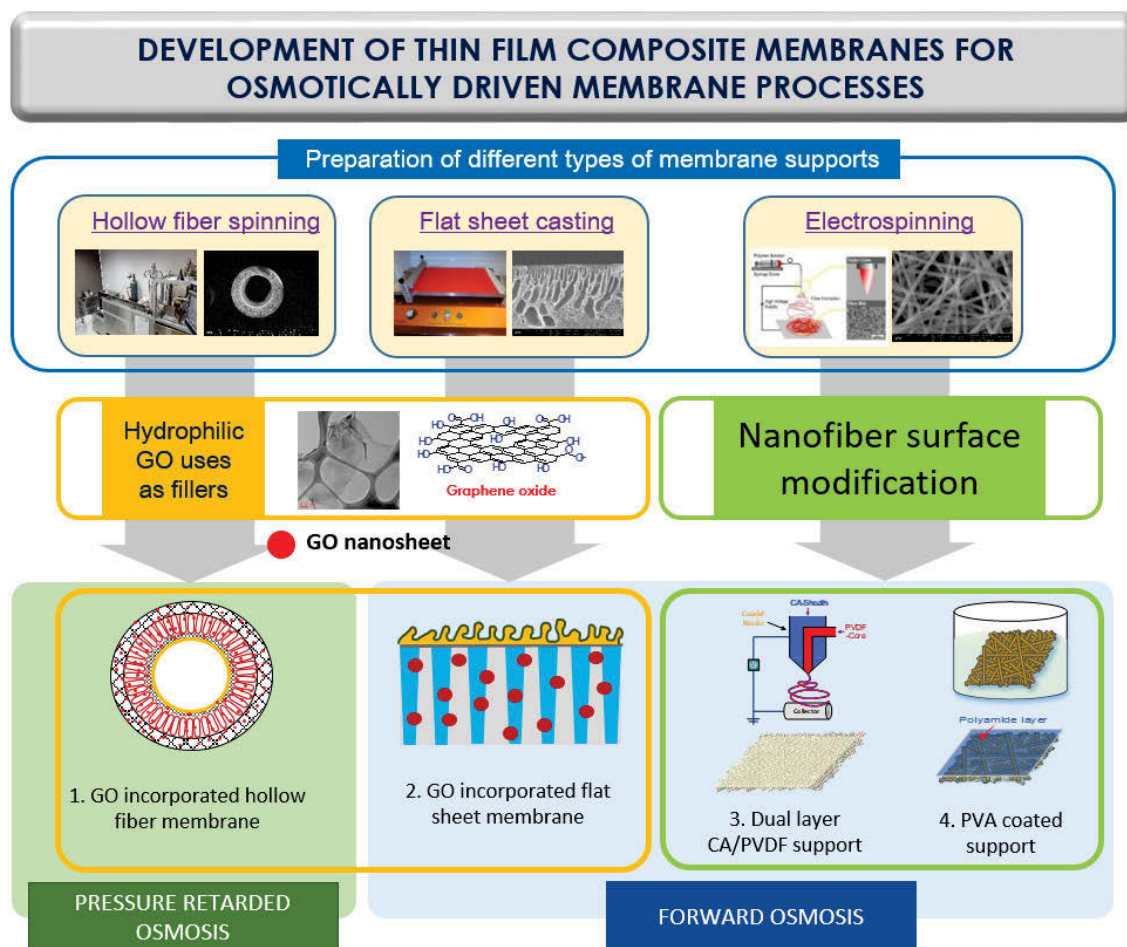 DEVELOPMENT OF THIN FILM COMPOSITE MEMBRANES FOR
OSMOTICALLY DRIVEN MEMBRANE PROCESSES
Preparation of different types of membrane supports
Hollow fiber spinning
Flat sheet casting
Electrospinning
Hydrophilic
GO uses
as fillers
Graphene oxide
Nanofiber surface
modification
GO nanosheet
CA-Sheath
PVDF
-Core
Collector
Polyamide layer
1. GO incorporated hollow
fiber membrane
2. GO incorporated flat
sheet membrane
3. Dual layer
CA/PVDF support
4. PVA coated
support
PRESSURE RETARDED
OSMOSIS
FORWARD OSMOSIS